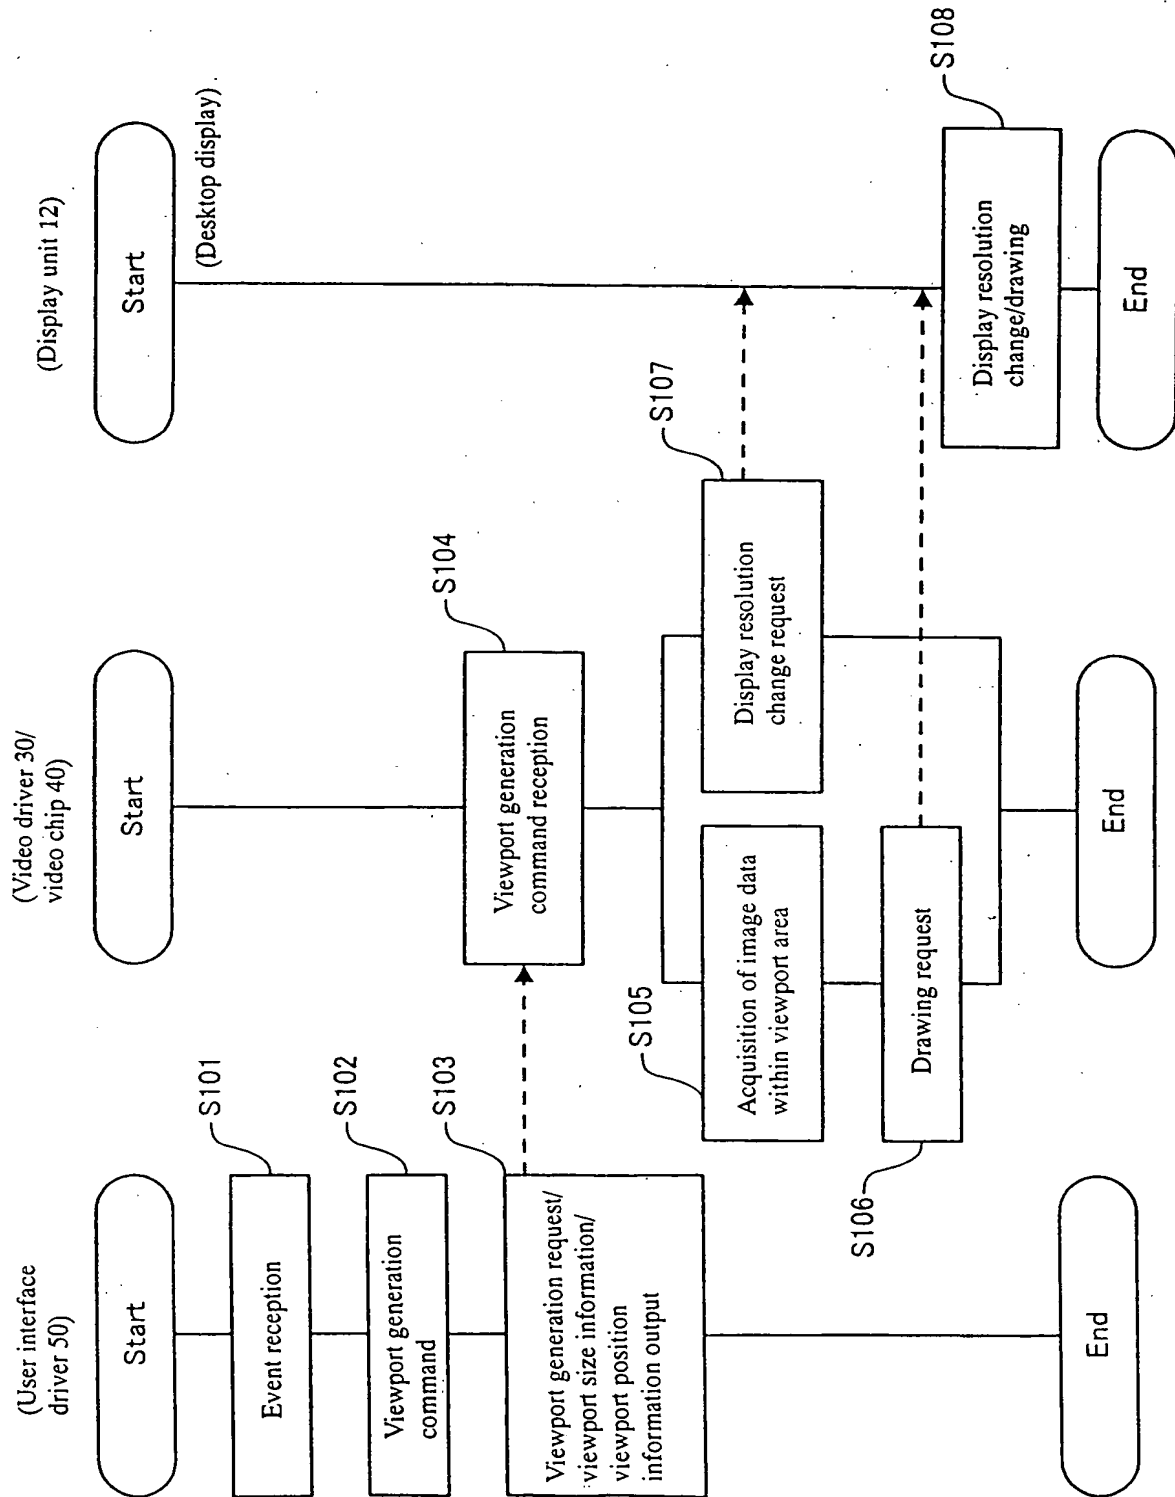 (User interface
driver 50)
Start
Event reception
S101
Viewport generation
command
S102
Viewport generation request/
viewport size information/
viewport position
information output
S103
End
(Video driver 30/
video chip 40)
Start
Viewport generation
command reception
S104
Acquisition of image data
within viewport area
S105
Drawing request
S106
Display resolution
change request
S107
End
(Display unit 12)
Start
(Desktop display)
Display resolution
change/drawing
S108
End